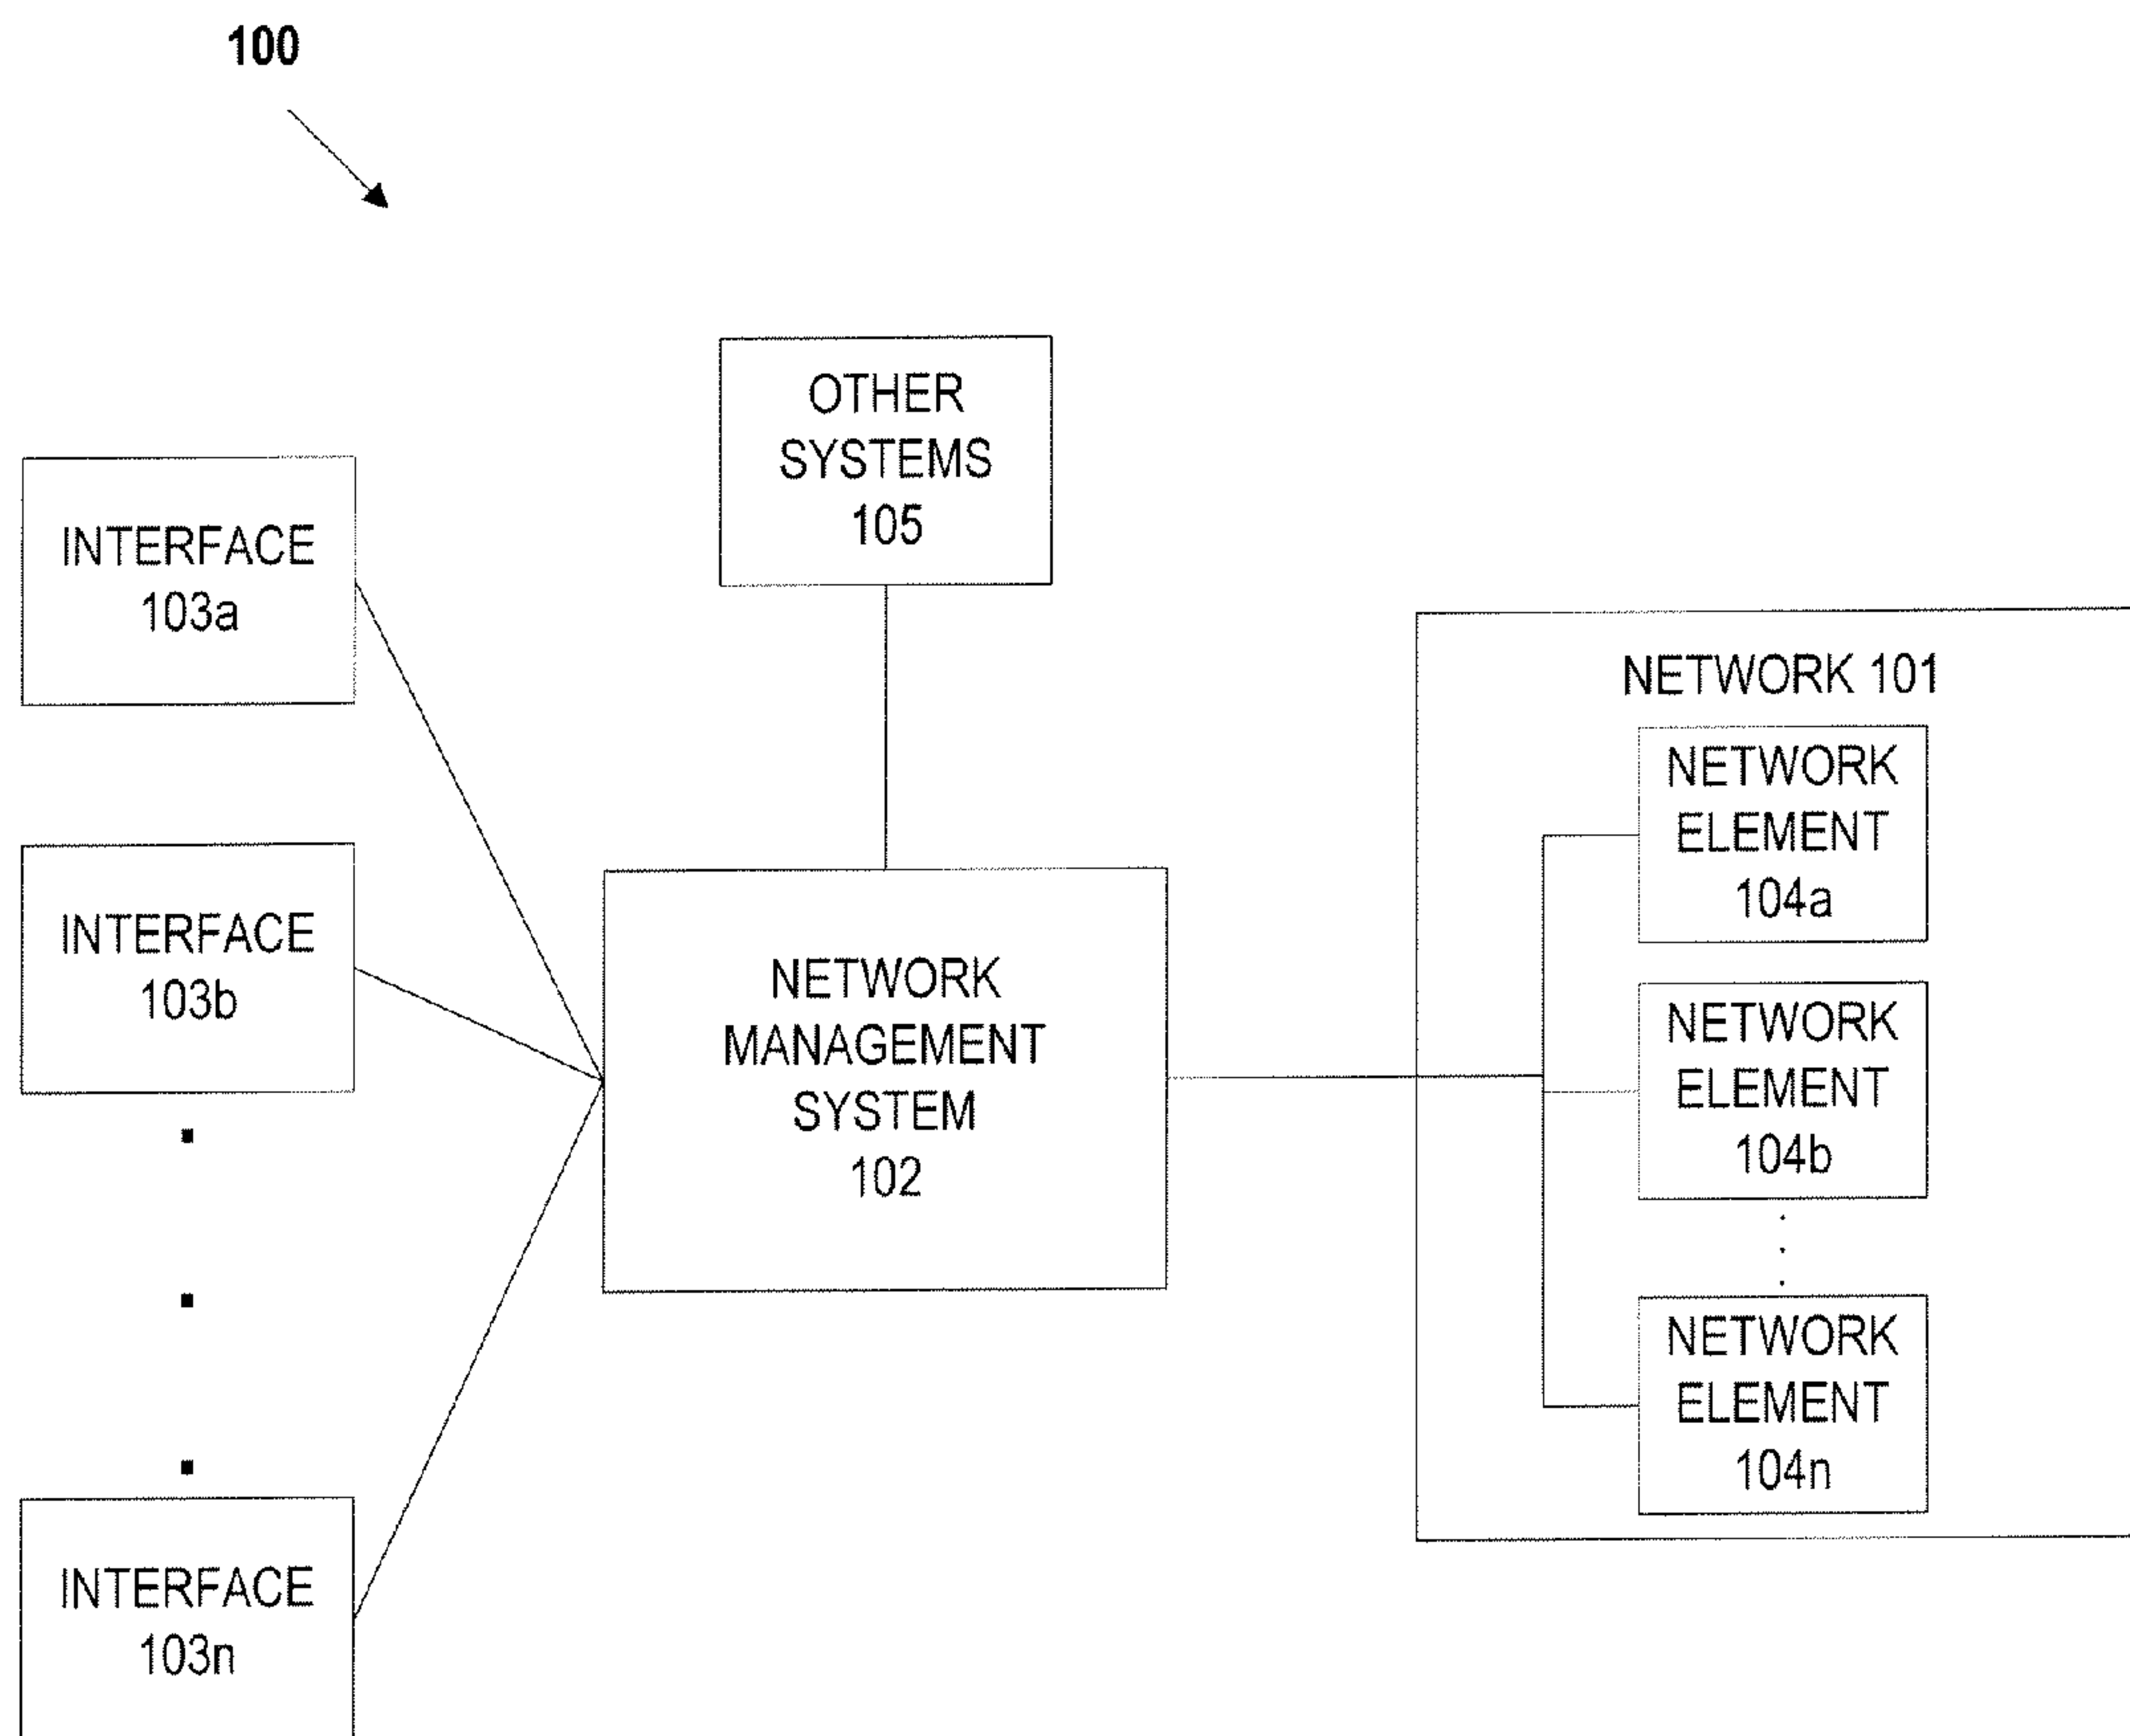 100
OTHER
SYSTEMS
105
INTERFACE
103a
INTERFACE
103b
INTERFACE
103n
NETWORK
MANAGEMENT
SYSTEM
102
NETWORK 101
NETWORK
ELEMENT
104a
NETWORK
ELEMENT
104b
NETWORK
ELEMENT
104n